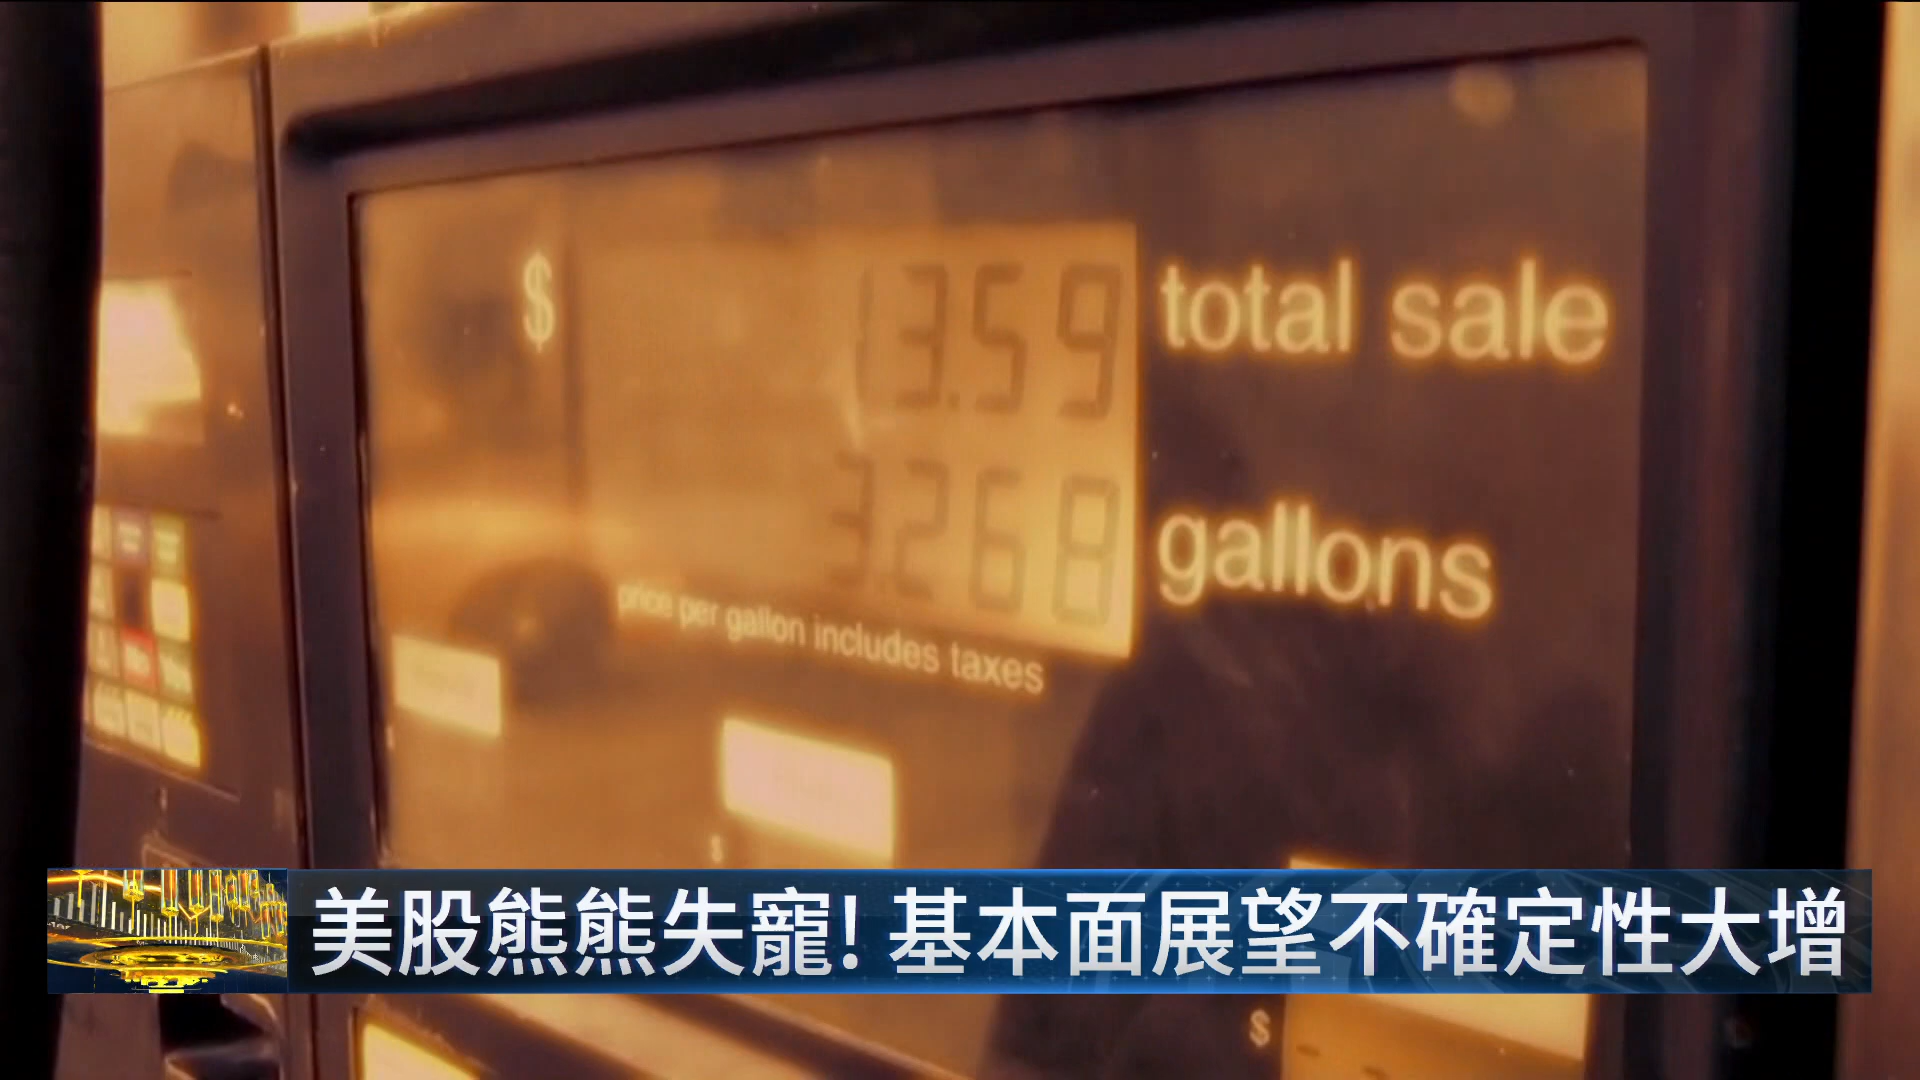 $ 13.59 total sale
3.268 gallons
price per gallon includes taxes
$
美股熊熊失寵! 基本面展望不確定性大增
$